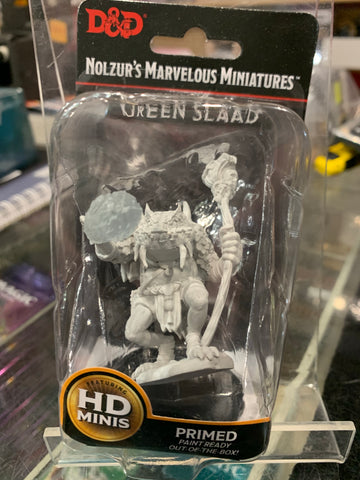 D&D
NOLZUR'S MARVELOUS MINIATURES™
GREEN SLAAD
FEATURING
HD
MINIS
PRIMED
PAINT READY
OUT-OF-THE-BOX!